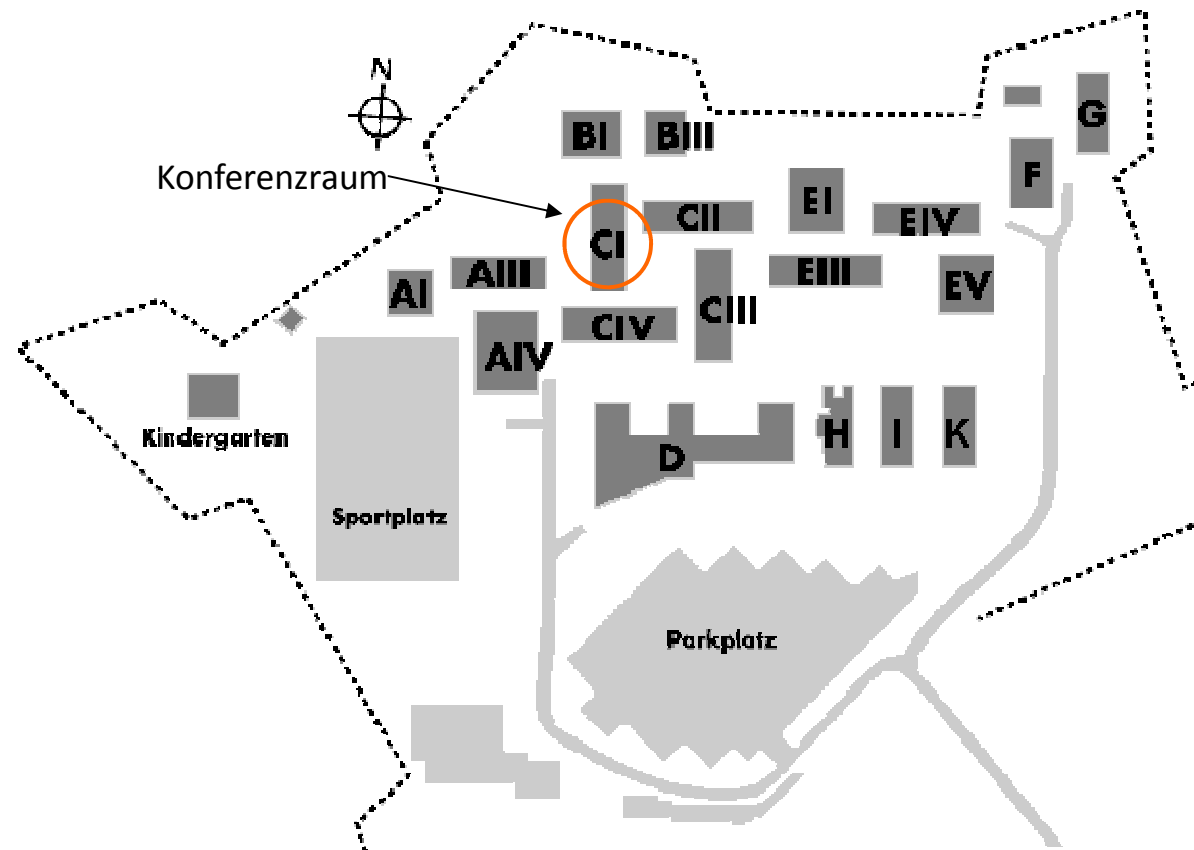 N
G
BI
BIII
Konferenzraum
F
EI
CII
EIV
CI
AIII
EIII
AI
EV
CIII
CIV
AIV
Kindergarten
H
I
K
D
Sportplatz
Parkplatz